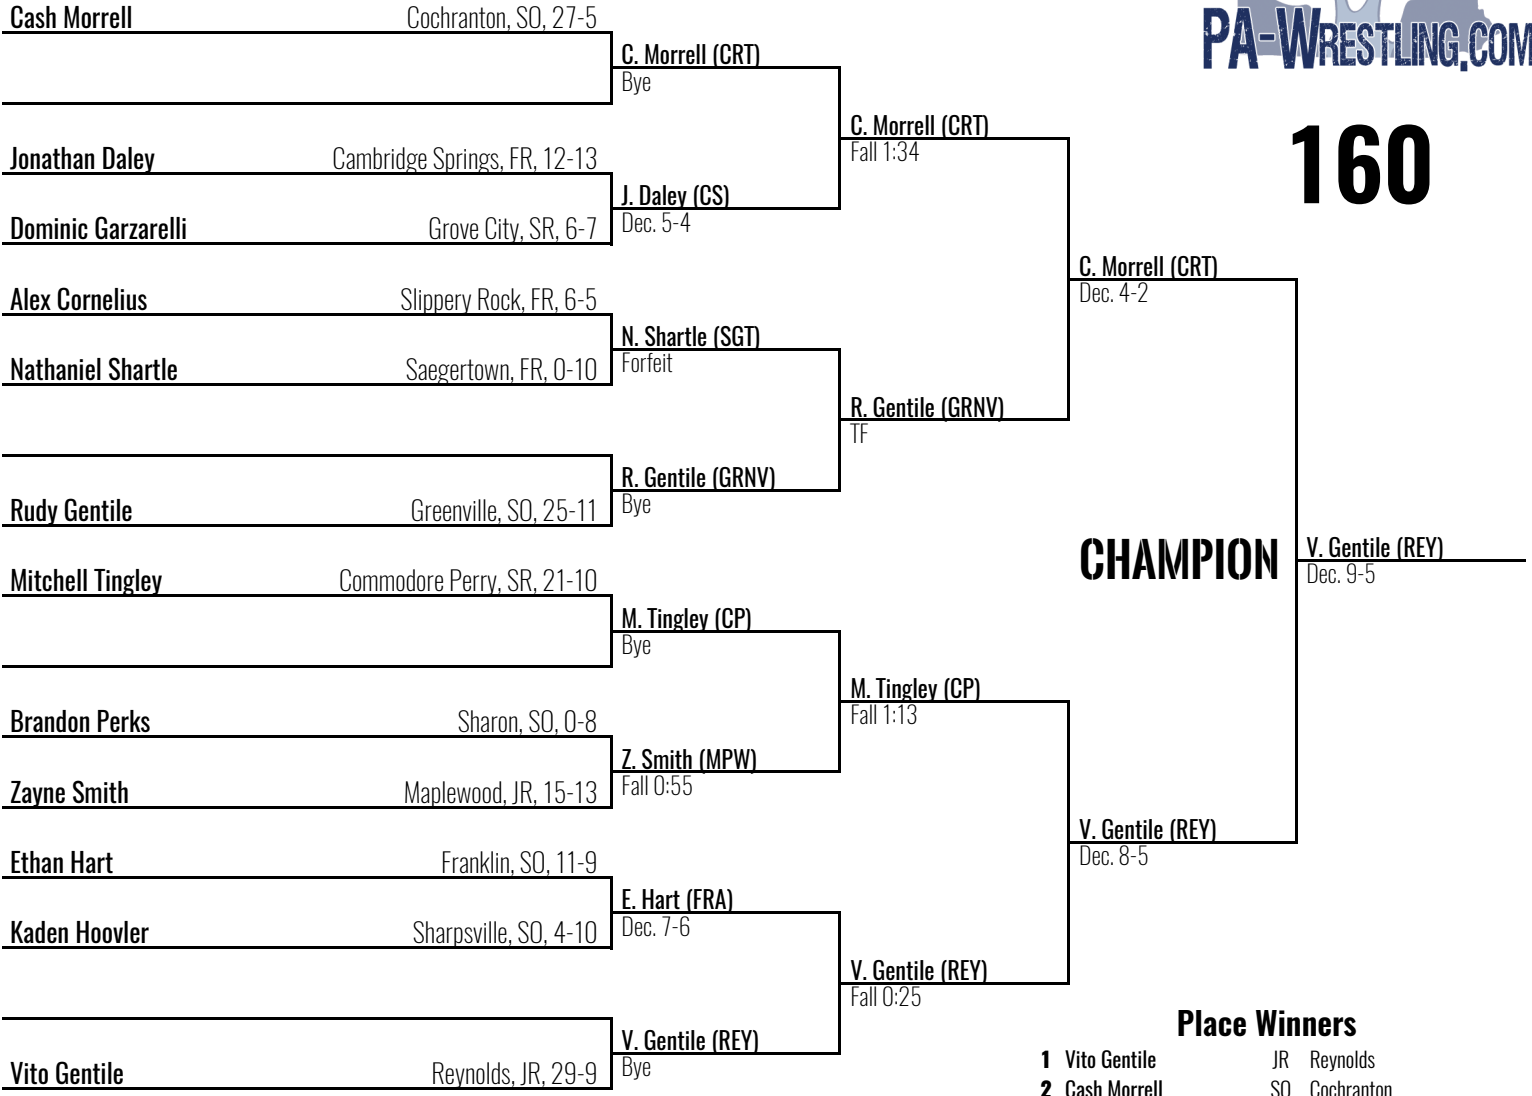 Cash Morrell Cochranton, SO, 27-5
PA-WRESTLING.COM
C. Morrell (CRT)
Bye
C. Morrell (CRT)
Fall 1:34
160
Jonathan Daley Cambridge Springs, FR, 12-13
J. Daley (CS)
Dec. 5-4
Dominic Garzarelli Grove City, SR, 6-7
C. Morrell (CRT)
Dec. 4-2
Alex Cornelius Slippery Rock, FR, 6-5
N. Shartle (SGT)
Forfeit
Nathaniel Shartle Saegertown, FR, 0-10
R. Gentile (GRNV)
TF
R. Gentile (GRNV)
Bye
Rudy Gentile Greenville, SO, 25-11
CHAMPION
V. Gentile (REY)
Dec. 9-5
Mitchell Tingley Commodore Perry, SR, 21-10
M. Tingley (CP)
Bye
M. Tingley (CP)
Fall 1:13
Brandon Perks Sharon, SO, 0-8
Z. Smith (MPW)
Fall 0:55
Zayne Smith Maplewood, JR, 15-13
V. Gentile (REY)
Dec. 8-5
Ethan Hart Franklin, SO, 11-9
E. Hart (FRA)
Dec. 7-6
Kaden Hoovler Sharpsville, SO, 4-10
V. Gentile (REY)
Fall 0:25
V. Gentile (REY)
Bye
Vito Gentile Reynolds, JR, 29-9
Place Winners
1 Vito Gentile JR Reynolds
2 Cash Morrell SO Cochranton